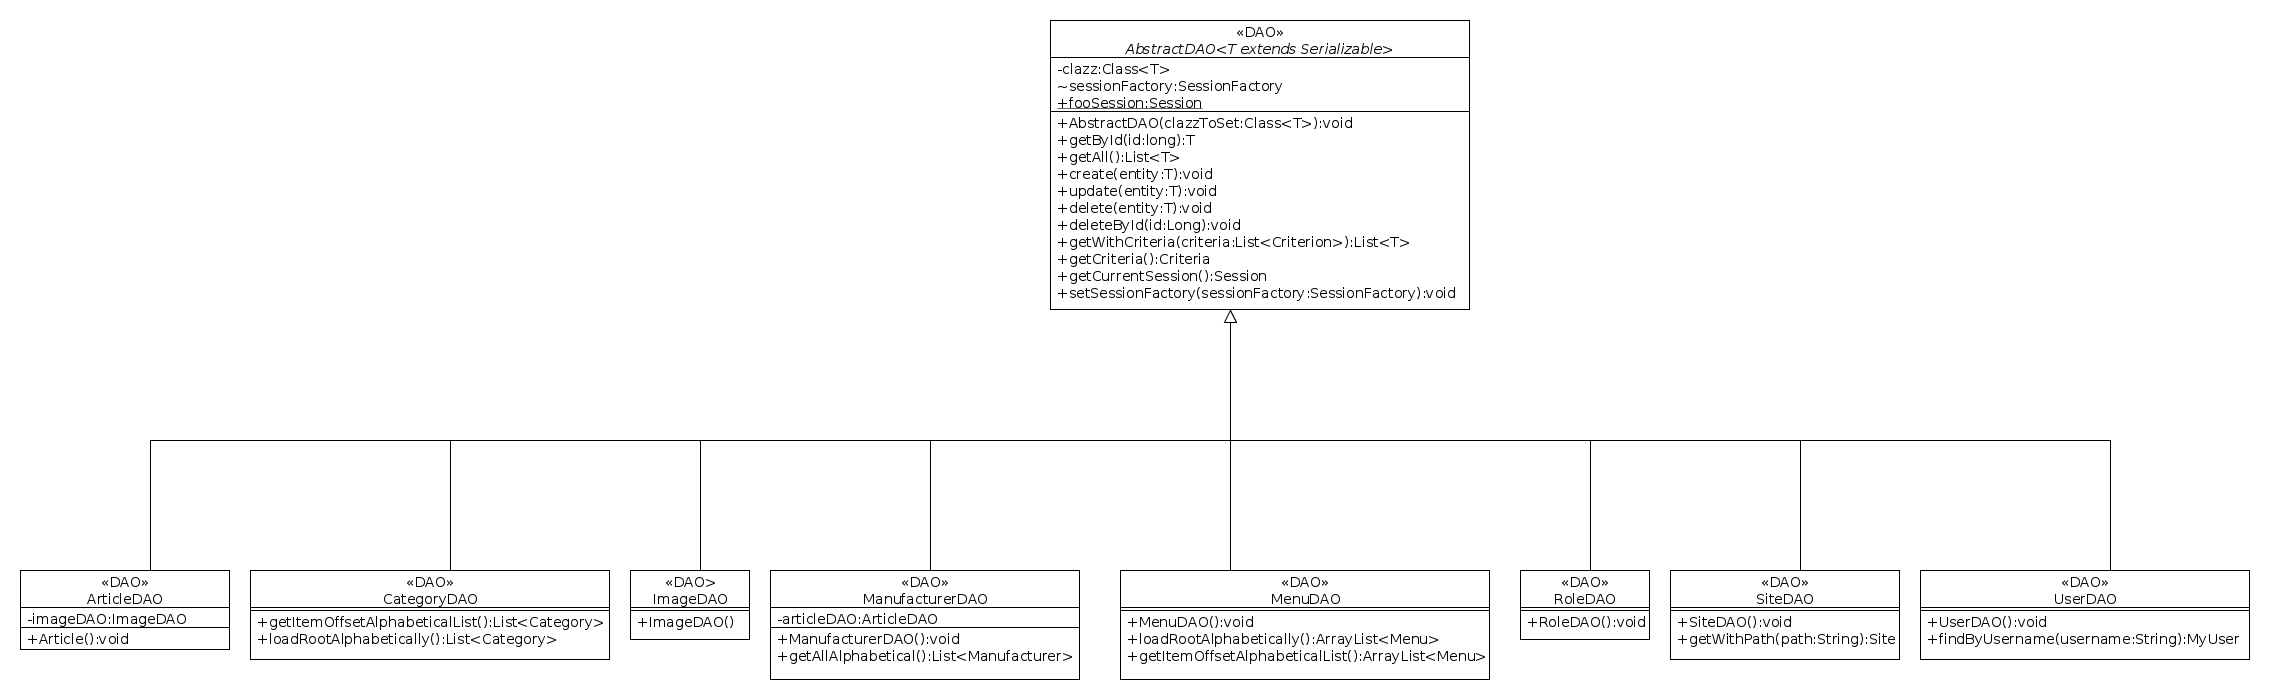 «DAO»
AbstractDAO<T extends Serializable>
-clazz:Class<T>
~sessionFactory:SessionFactory
+fooSession:Session
+AbstractDAO(clazzToSet:Class<T>):void
+getById(id:long):T
+getAll():List<T>
+create(entity:T):void
+update(entity:T):void
+delete(entity:T):void
+deleteById(id:Long):void
+getWithCriteria(criteria:List<Criterion>):List<T>
+getCriteria():Criteria
+getCurrentSession():Session
+setSessionFactory(sessionFactory:SessionFactory):void
«DAO»
ArticleDAO
-imageDAO:ImageDAO
+Article():void
«DAO»
CategoryDAO
+getItemOffsetAlphabeticalList():List<Category>
+loadRootAlphabetically():List<Category>
«DAO>
ImageDAO
+ImageDAO()
«DAO»
ManufacturerDAO
-articleDAO:ArticleDAO
+ManufacturerDAO():void
+getAllAlphabetical():List<Manufacturer>
«DAO»
MenuDAO
+MenuDAO():void
+loadRootAlphabetically():ArrayList<Menu>
+getItemOffsetAlphabeticalList():ArrayList<Menu>
«DAO»
RoleDAO
+RoleDAO():void
«DAO»
SiteDAO
+SiteDAO():void
+getWithPath(path:String):Site
«DAO»
UserDAO
+UserDAO():void
+findByUsername(username:String):MyUser